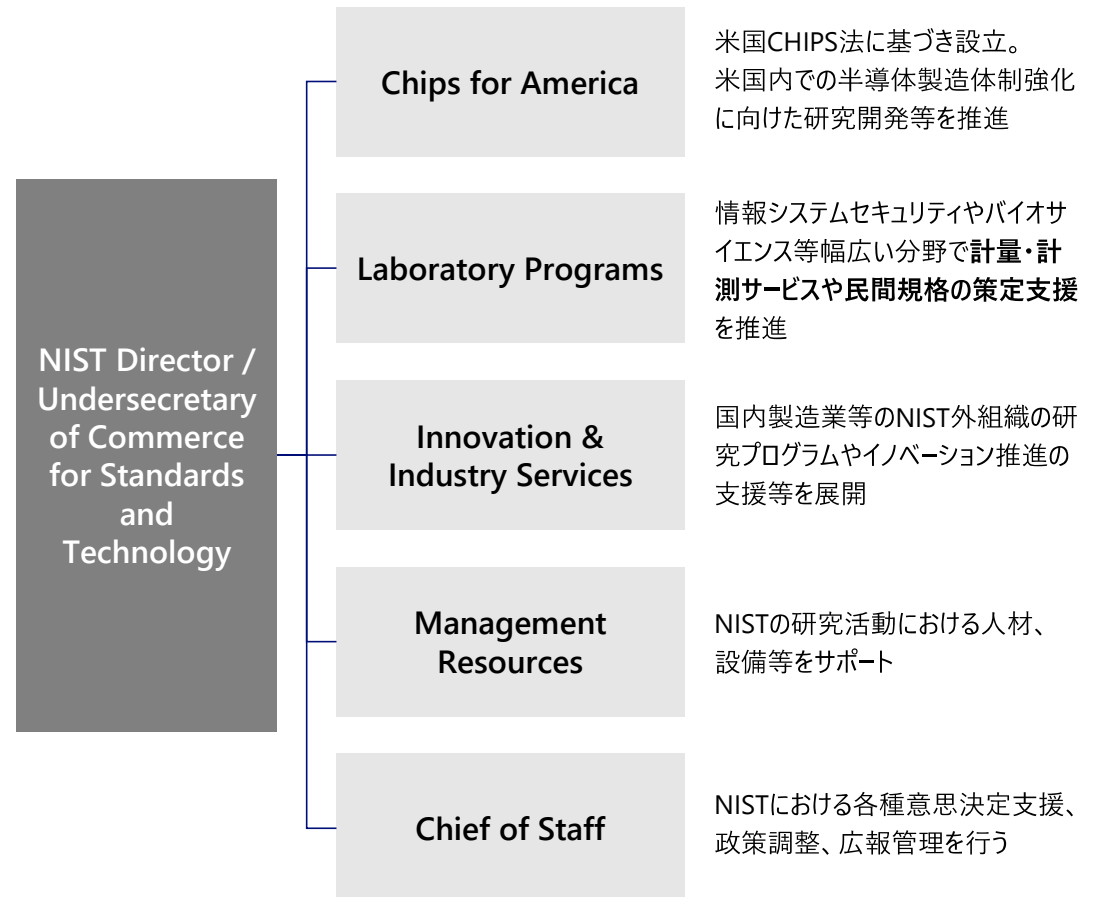 Chips for America
米国CHIPS法に基づき設立。
米国内での半導体製造体制強化
に向けた研究開発等を推進
NIST Director /
Undersecretary
of Commerce
for Standards
and
Technology
Laboratory Programs
情報システムセキュリティやバイオサ
イエンス等幅広い分野で計量・計
測サービスや民間規格の策定支援
を推進
Innovation &
Industry Services
国内製造業等のNIST外組織の研
究プログラムやイノベーション推進の
支援等を展開
Management
Resources
NISTの研究活動における人材、
設備等をサポート
Chief of Staff
NISTにおける各種意思決定支援、
政策調整、広報管理を行う